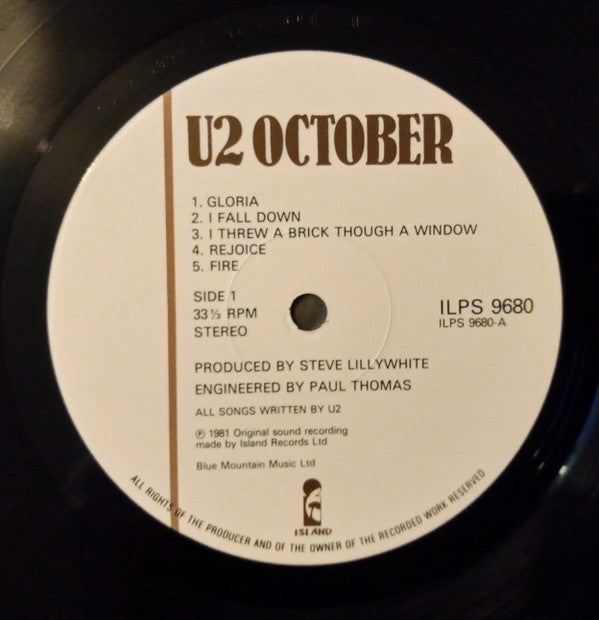 U2 OCTOBER
1. GLORIA
2. I FALL DOWN
3. I THREW A BRICK THOUGH A WINDOW
4. REJOICE
5. FIRE
SIDE 1
33⅓ RPM
STEREO
ILPS 9680
ILPS 9680-A
PRODUCED BY STEVE LILLYWHITE
ENGINEERED BY PAUL THOMAS
ALL SONGS WRITTEN BY U2
℗ 1981 Original sound recording
made by Island Records Ltd
Blue Mountain Music Ltd
ISLAND
ALL RIGHTS OF THE PRODUCER AND OF THE OWNER OF THE RECORDED WORK RESERVED